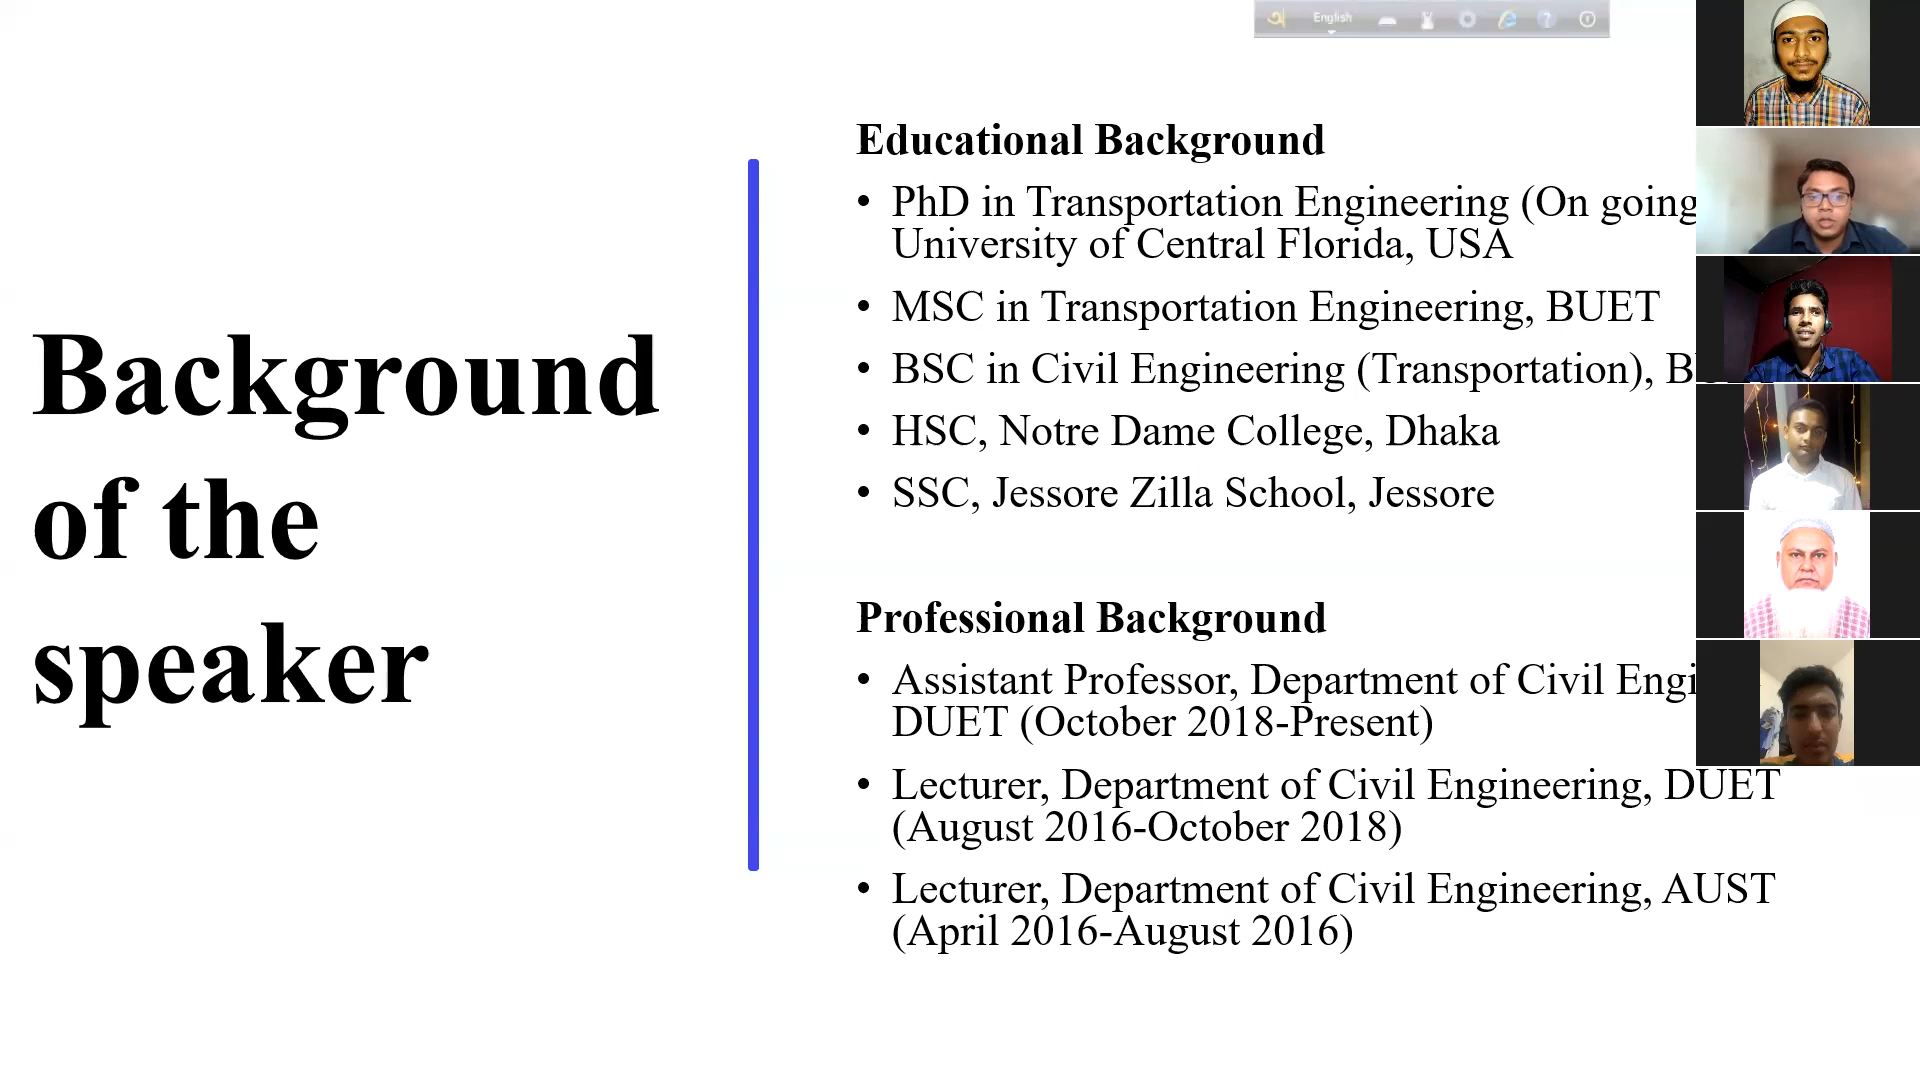 English
Background
of the
speaker
Educational Background
• PhD in Transportation Engineering (On going
University of Central Florida, USA
• MSC in Transportation Engineering, BUET
• BSC in Civil Engineering (Transportation),
• HSC, Notre Dame College, Dhaka
• SSC, Jessore Zilla School, Jessore
Professional Background
• Assistant Professor, Department of Civil
DUET (October 2018-Present)
• Lecturer, Department of Civil Engineering, DUET
(August 2016-October 2018)
• Lecturer, Department of Civil Engineering, AUST
(April 2016-August 2016)